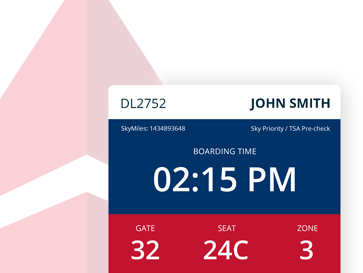 DL2752 JOHN SMITH
SkyMiles: 1434893648 Sky Priority / TSA Pre-check
BOARDING TIME
02:15 PM
GATE SEAT ZONE
32 24C 3